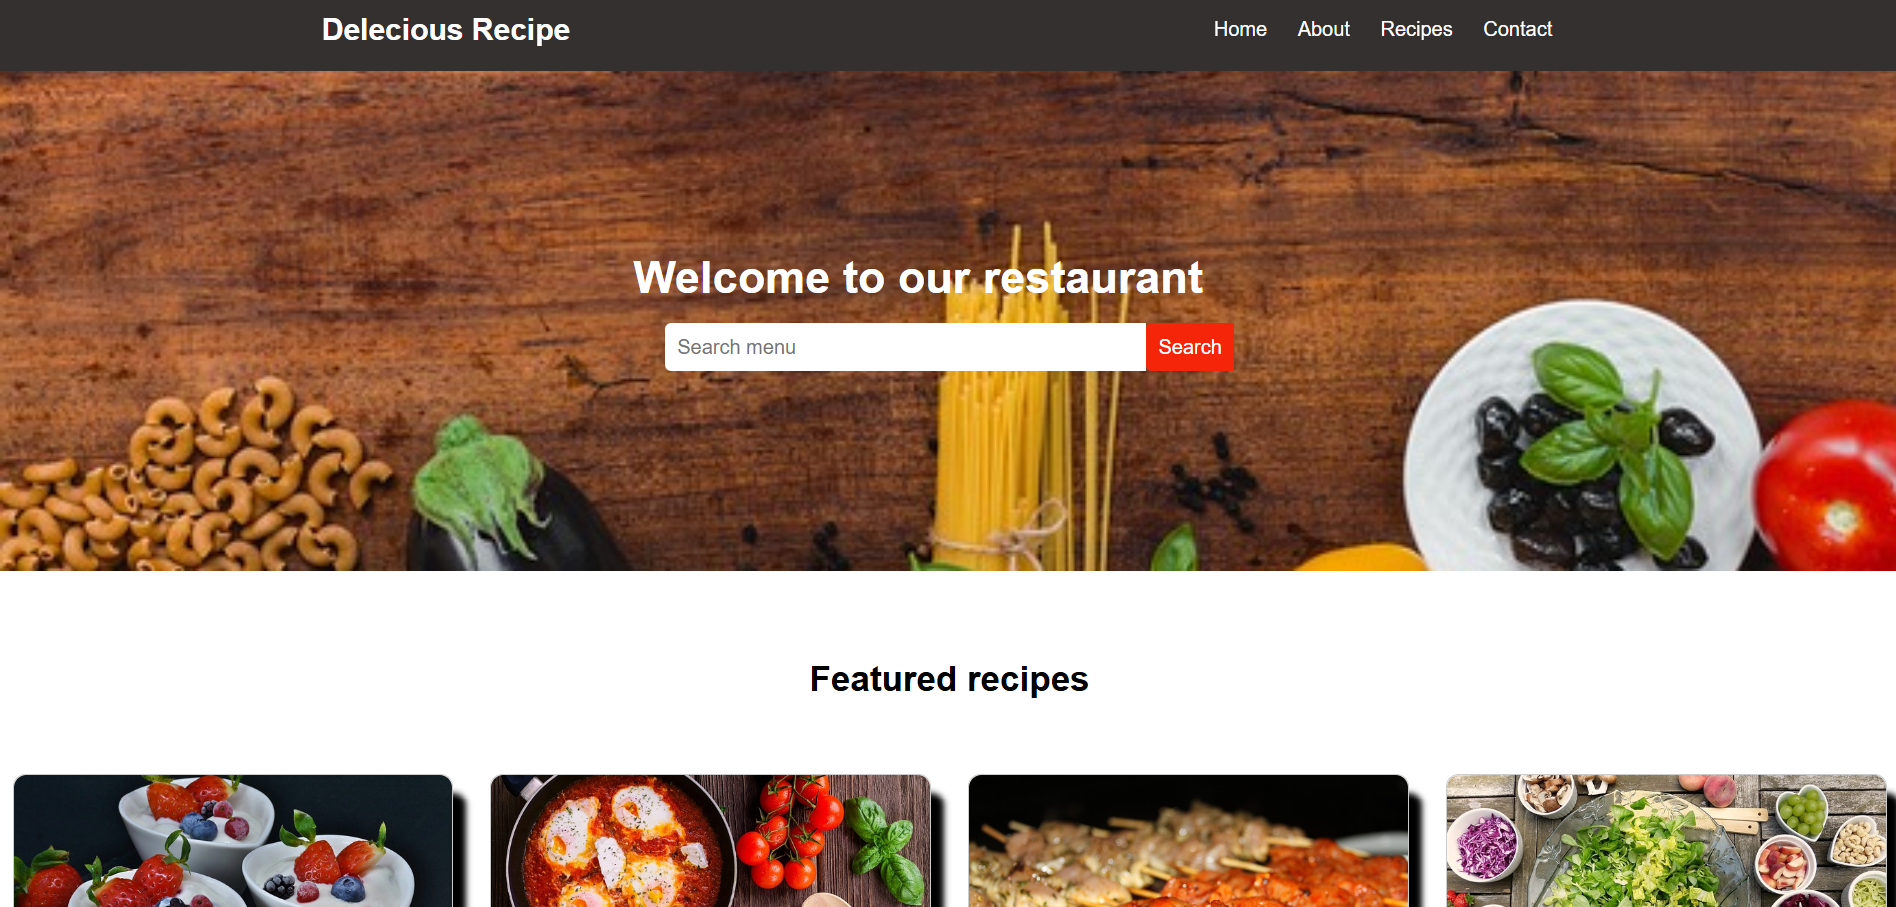 Delecious Recipe
Home About Recipes Contact
Welcome to our restaurant
Search menu
Search
Featured recipes